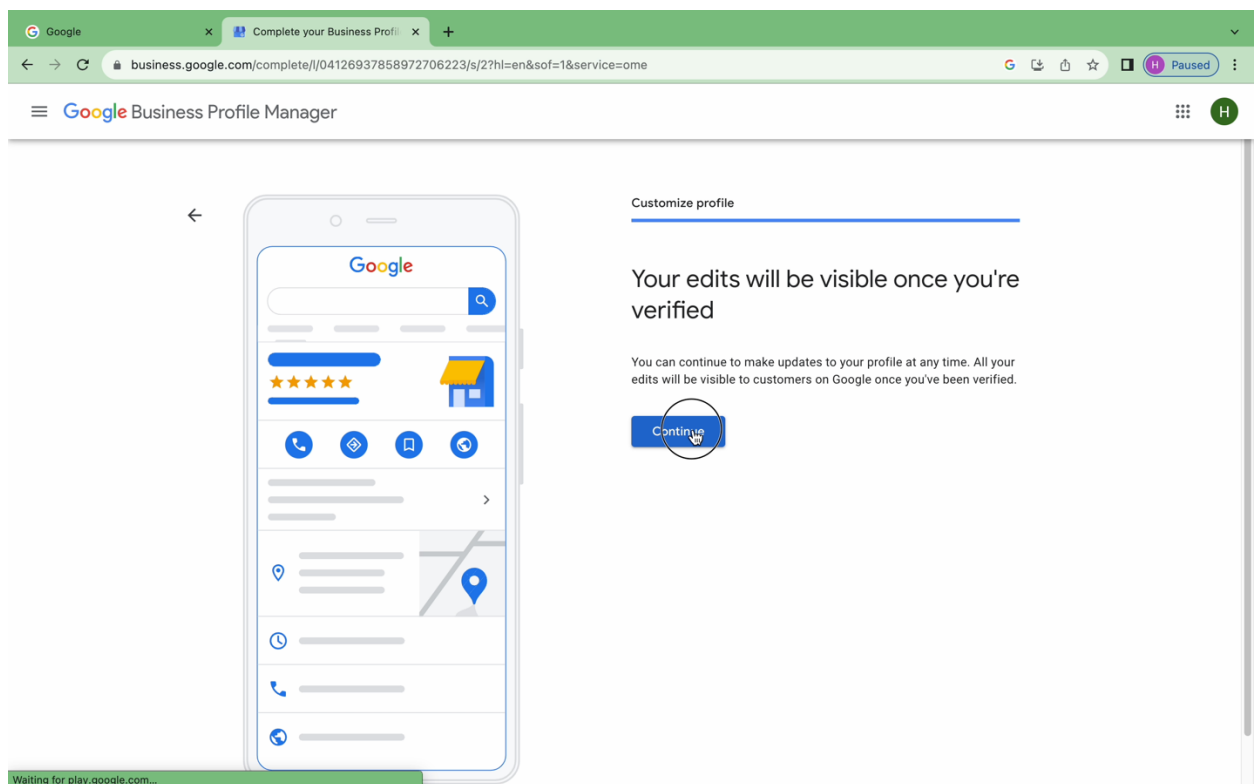 Google
Complete your Business Profil
business.google.com/complete/l/04126937858972706223/s/2?hl=en&sof=1&service=ome
G
H
Paused
Google Business Profile Manager
H
Customize profile
Google
Your edits will be visible once you're
verified
You can continue to make updates to your profile at any time. All your
edits will be visible to customers on Google once you've been verified.
Continue
Waiting for play.google.com...